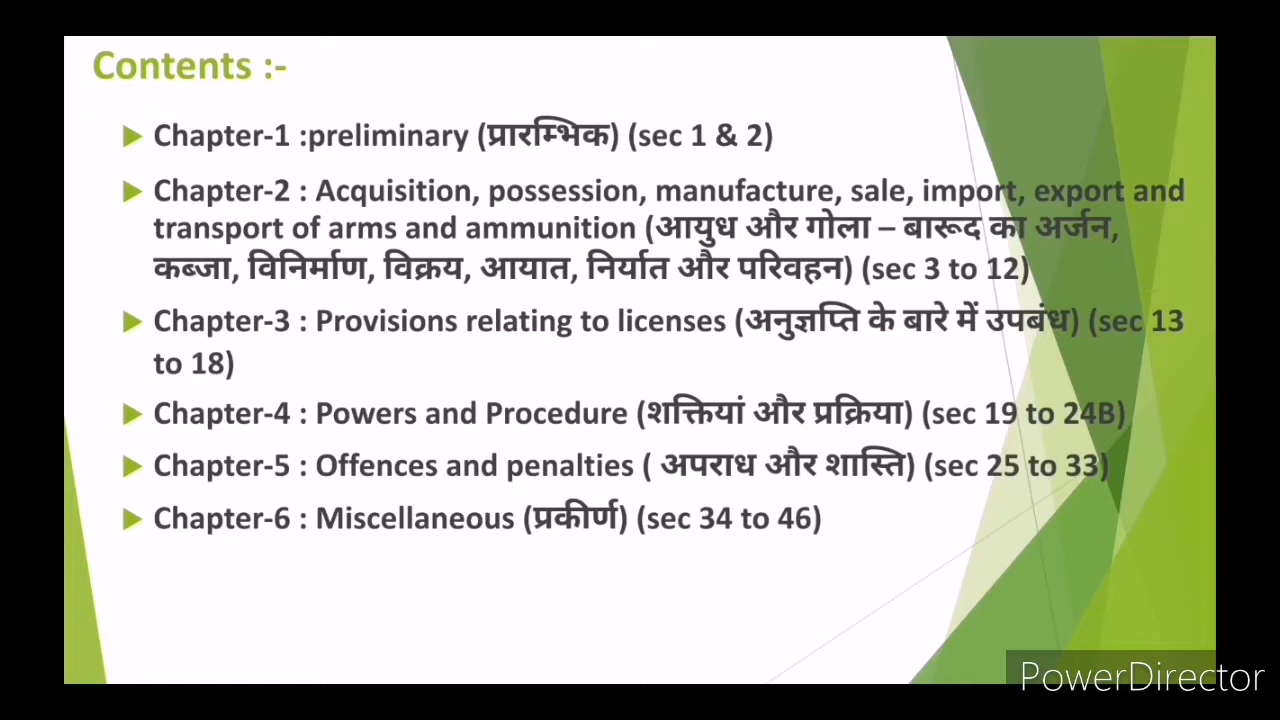 Contents :-
Chapter-1 :preliminary (प्रारम्भिक) (sec 1 & 2)
Chapter-2 : Acquisition, possession, manufacture, sale, import, export and
transport of arms and ammunition (आयुध और गोला – बारूद का अर्जन,
कब्जा, विनिर्माण, विक्रय, आयात, निर्यात और परिवहन) (sec 3 to 12)
Chapter-3 : Provisions relating to licenses (अनुज्ञप्ति के बारे में उपबंध) (sec 13
to 18)
Chapter-4 : Powers and Procedure (शक्तियां और प्रक्रिया) (sec 19 to 24B)
Chapter-5 : Offences and penalties ( अपराध और शास्ति) (sec 25 to 33)
Chapter-6 : Miscellaneous (प्रकीर्ण) (sec 34 to 46)
PowerDirector